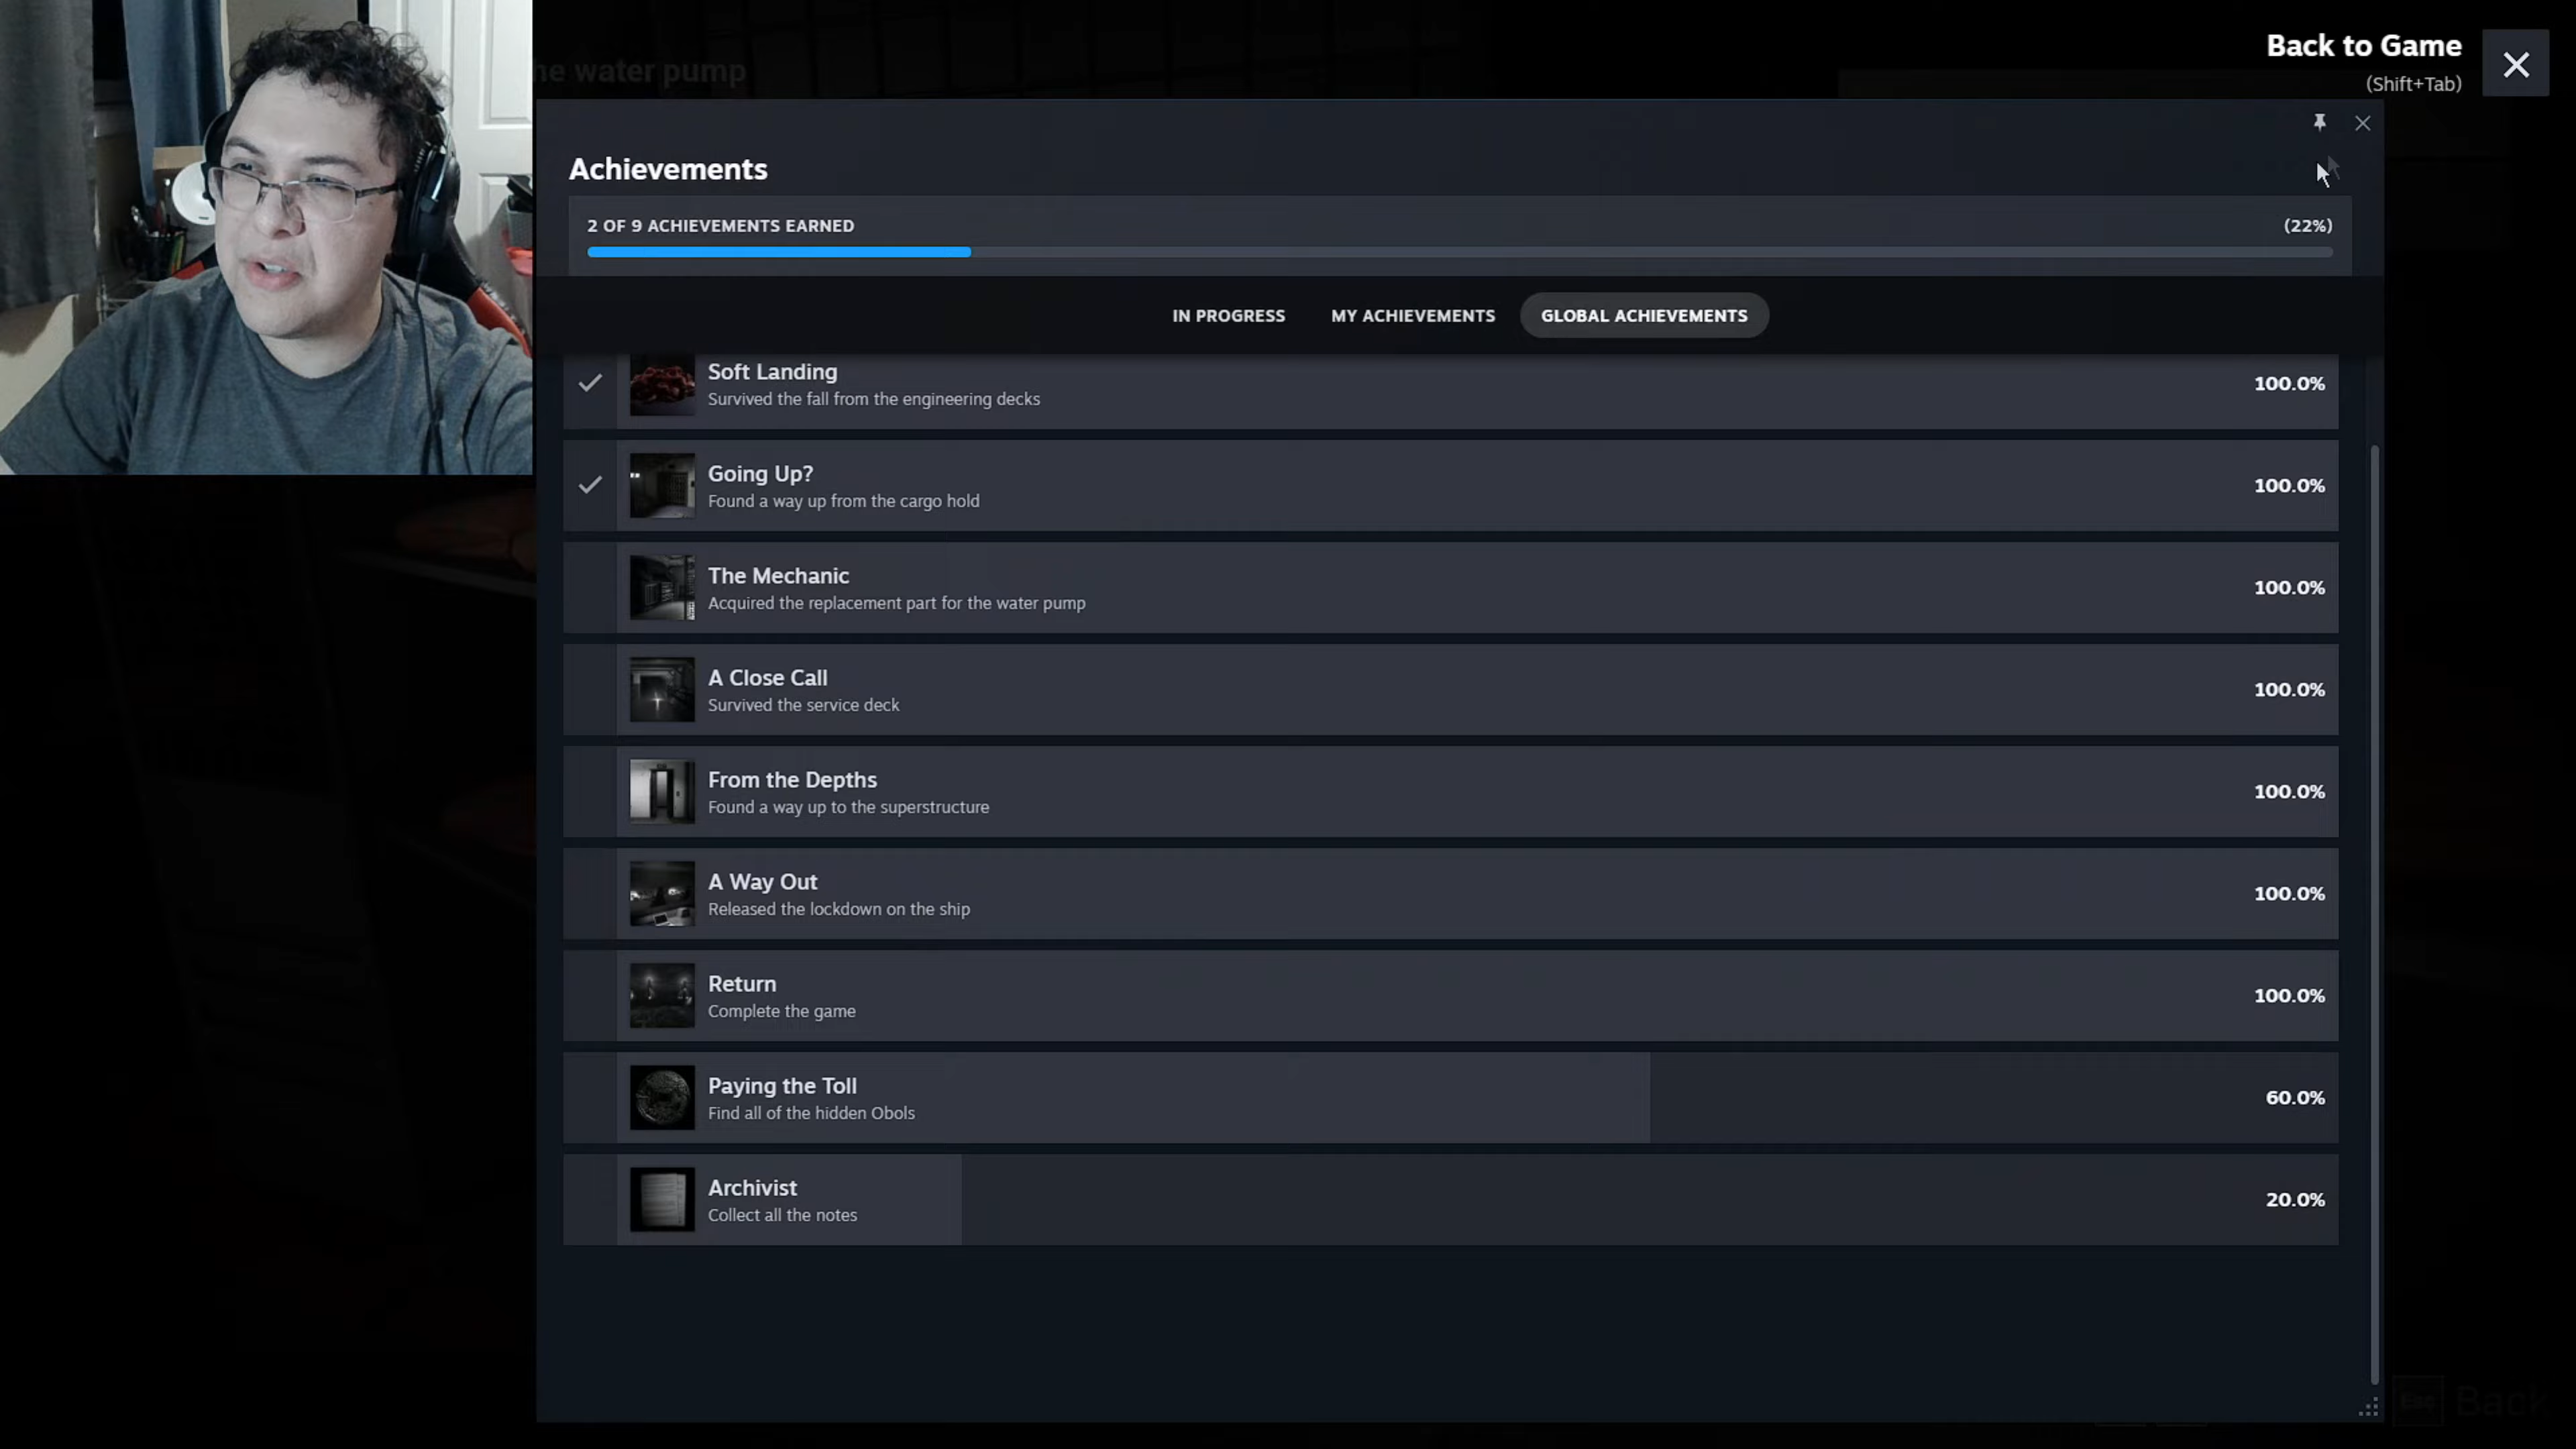 he water pump
Back to Game
(Shift+Tab)
Achievements
2 OF 9 ACHIEVEMENTS EARNED
(22%)
IN PROGRESS
MY ACHIEVEMENTS
GLOBAL ACHIEVEMENTS
Soft Landing
Survived the fall from the engineering decks
100.0%
Going Up?
Found a way up from the cargo hold
100.0%
The Mechanic
Acquired the replacement part for the water pump
100.0%
A Close Call
Survived the service deck
100.0%
From the Depths
Found a way up to the superstructure
100.0%
A Way Out
Released the lockdown on the ship
100.0%
Return
Complete the game
100.0%
Paying the Toll
Find all of the hidden Obols
60.0%
Archivist
Collect all the notes
20.0%
Esc Back